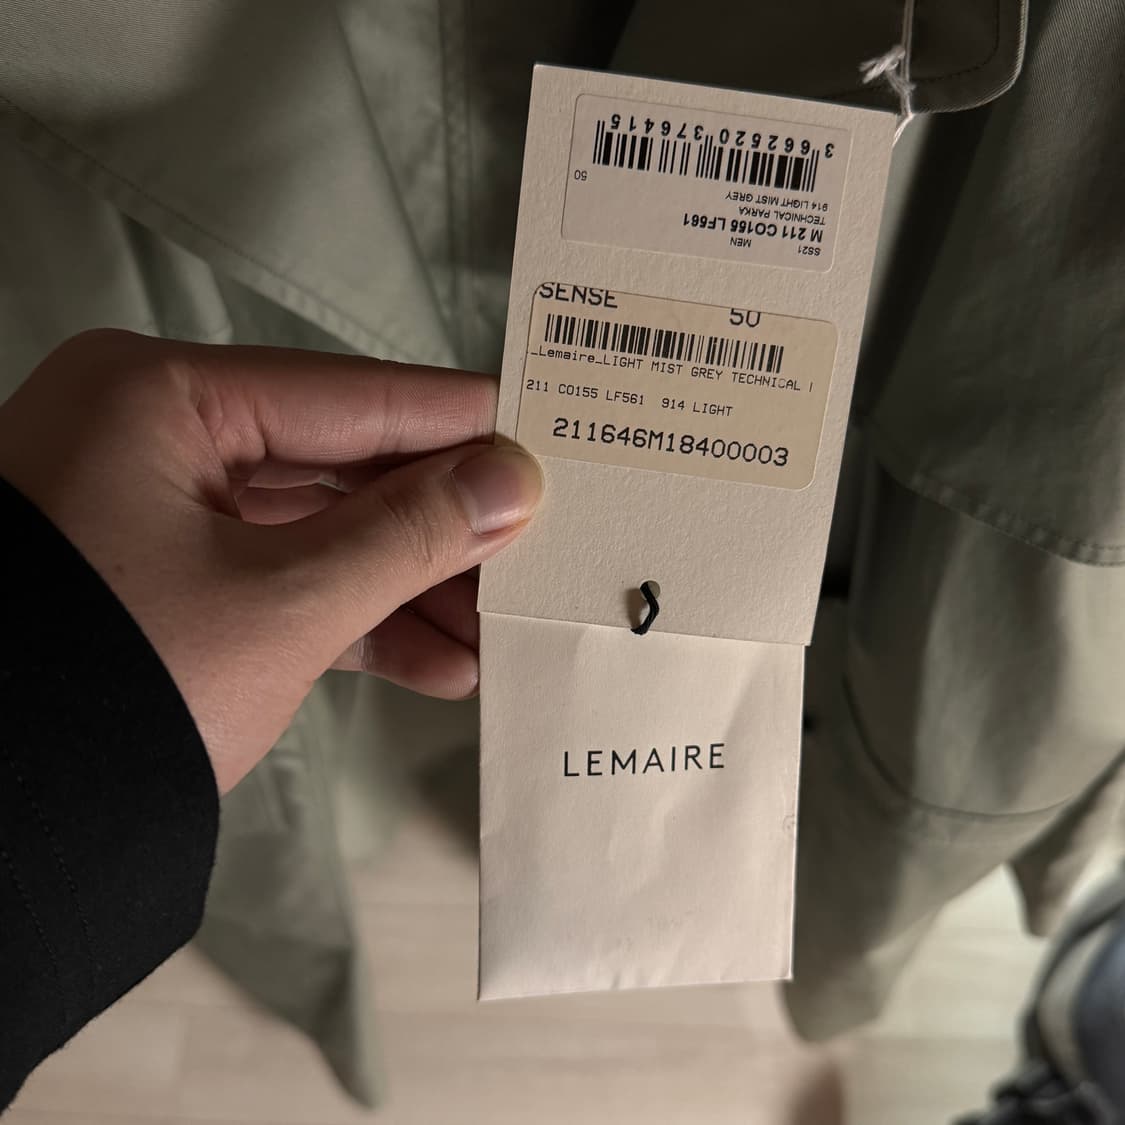 3 662520 376415
50
914 LIGHT MIST GREY
TECHNICAL PARKA
M 211 CO155 LF561
MEN
SS21
SENSE 50
_Lemaire_LIGHT MIST GREY TECHNICAL
211 CO155 LF561 914 LIGHT
211646M18400003
LEMAIRE